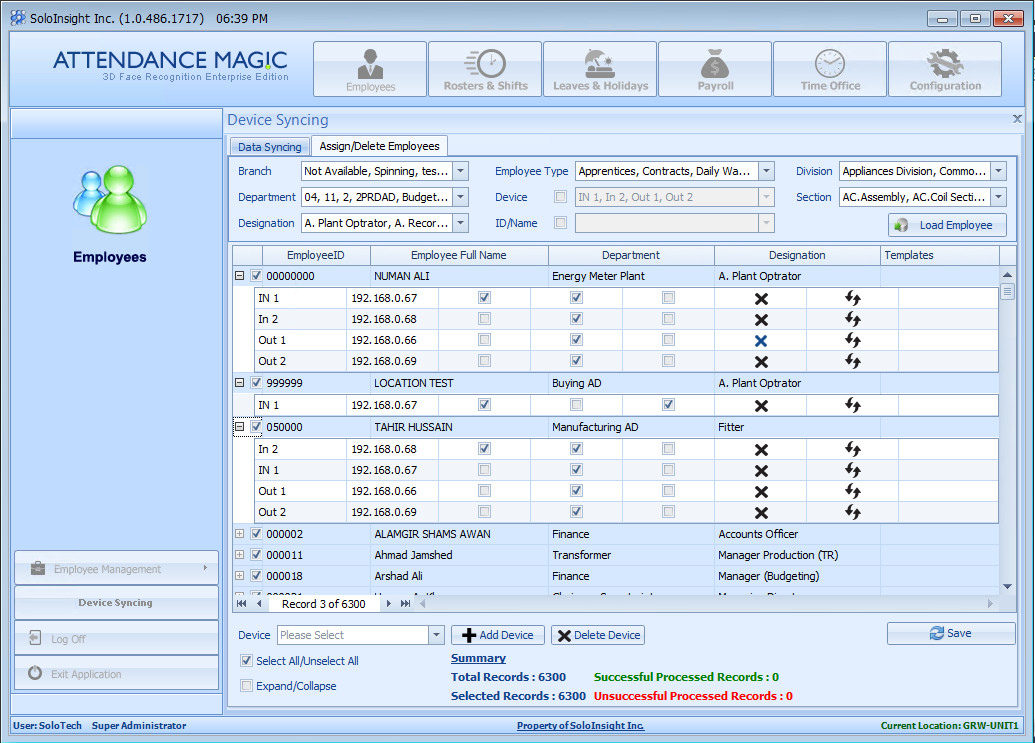 SoloInsight Inc. (1.0.486.1717) 06:39 PM
ATTENDANCE MAGIC
3D Face Recognition Enterprise Edition
Employees
Rosters & Shifts
Leaves & Holidays
Payroll
Time Office
Configuration
Device Syncing
Data Syncing
Assign/Delete Employees
Branch Not Available, Spinning, tes... Employee Type Apprentices, Contracts, Daily Wa... Division Appliances Division, Commo...
Department 04, 11, 2, 2PRDAD, Budget... Device IN 1, In 2, Out 1, Out 2 Section AC.Assembly, AC.Coil Secti...
Designation A. Plant Optrator, A. Recor... ID/Name Load Employee
EmployeeID Employee Full Name Department Designation Templates
00000000 NUMAN ALI Energy Meter Plant A. Plant Optrator
IN 1 192.168.0.67
In 2 192.168.0.68
Out 1 192.168.0.66
Out 2 192.168.0.69
999999 LOCATION TEST Buying AD A. Plant Optrator
IN 1 192.168.0.67
050000 TAHIR HUSSAIN Manufacturing AD Fitter
In 2 192.168.0.68
IN 1 192.168.0.67
Out 1 192.168.0.66
Out 2 192.168.0.69
000002 ALAMGIR SHAMS AWAN Finance Accounts Officer
000011 Ahmad Jamshed Transformer Manager Production (TR)
000018 Arshad Ali Finance Manager (Budgeting)
Record 3 of 6300
Device Please Select Add Device Delete Device Save
Select All/Unselect All
Expand/Collapse
Summary
Total Records : 6300 Successful Processed Records : 0
Selected Records : 6300 Unsuccessful Processed Records : 0
Employees
Employee Management
Device Syncing
Log Off
Exit Application
User: SoloTech Super Administrator Property of SoloInsight Inc. Current Location: GRW-UNIT1